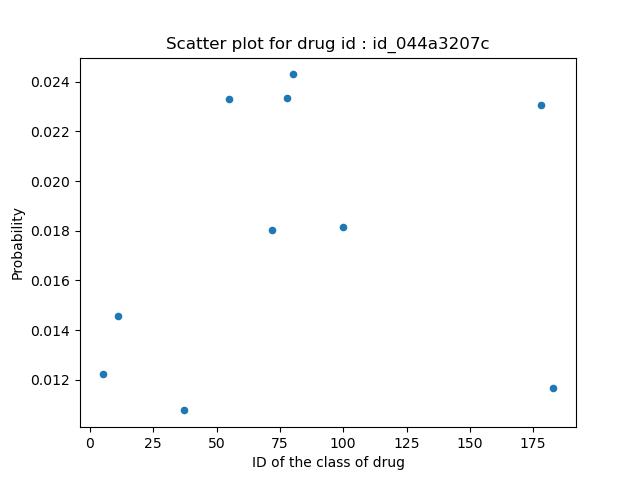 Scatter plot for drug id : id_044a3207c
0.024
0.022
0.020
0.018
0.016
0.014
0.012
Probability
0 25 50 75 100 125 150 175
ID of the class of drug